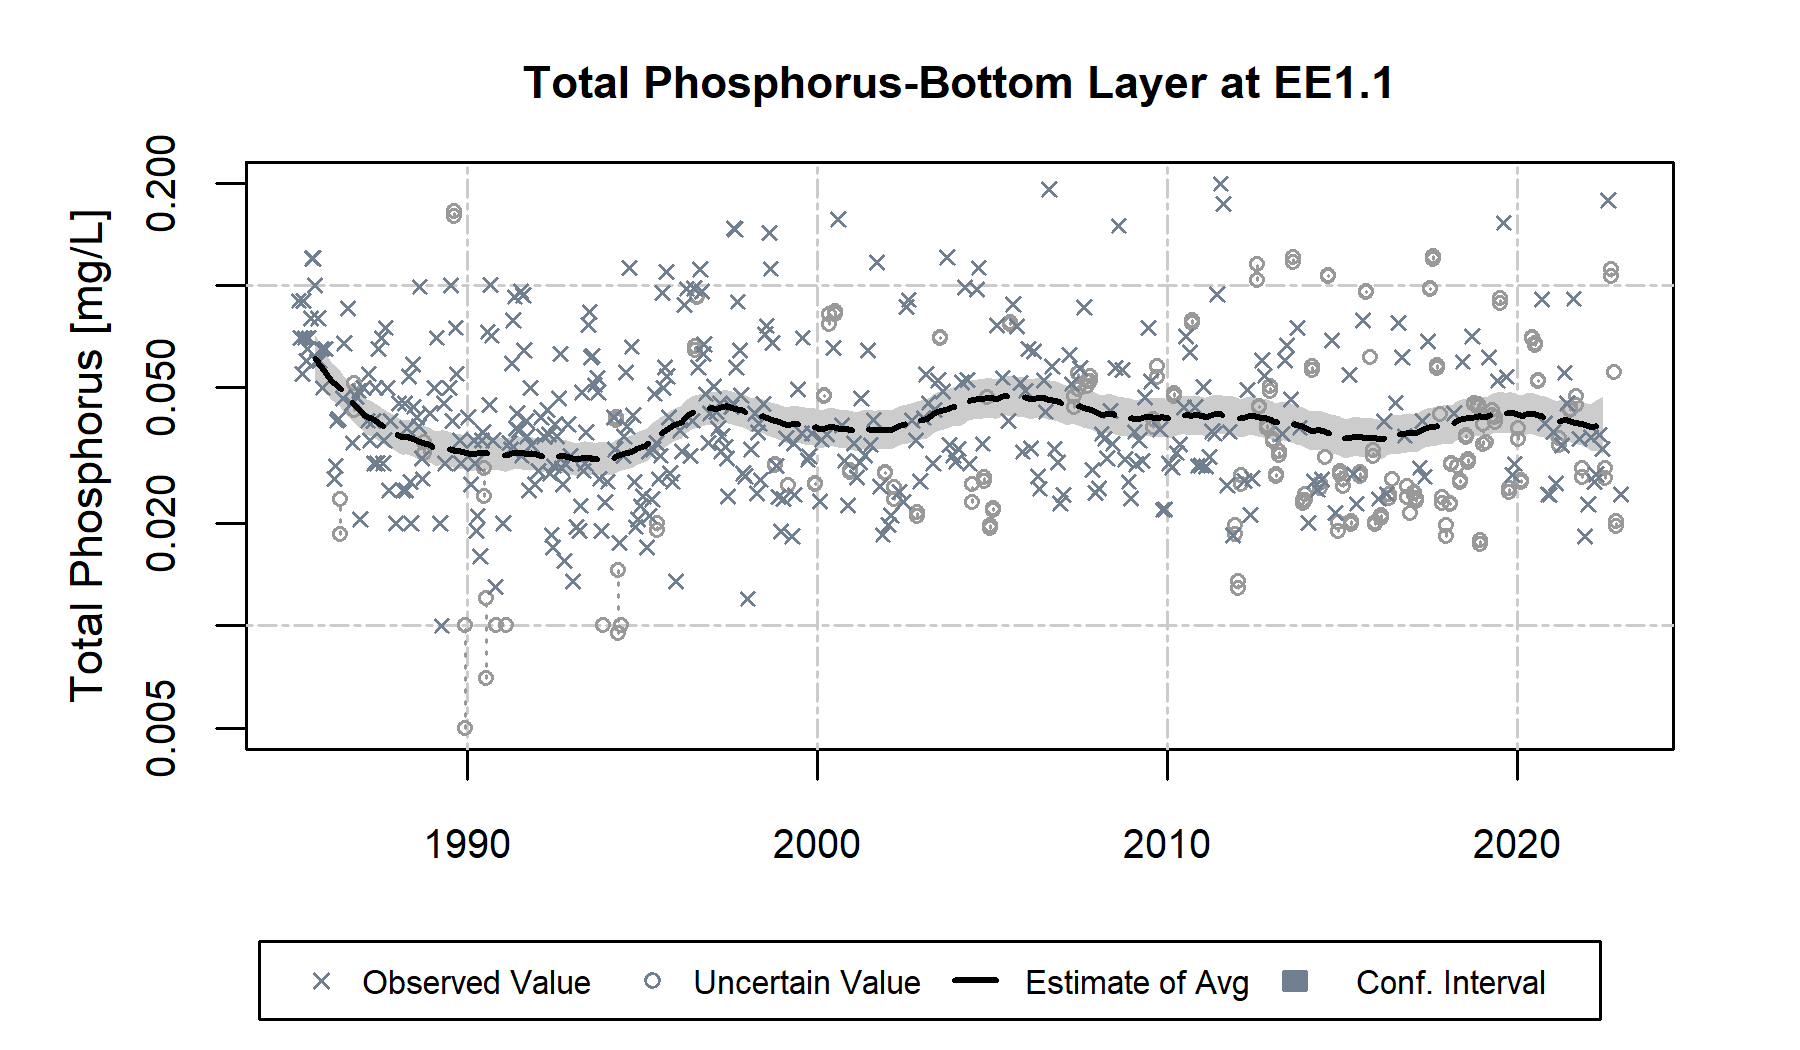 Total Phosphorus-Bottom Layer at EE1.1
Total Phosphorus [mg/L]
0.200
0.050
0.020
0.005
1990 2000 2010 2020
Observed Value Uncertain Value Estimate of Avg Conf. Interval